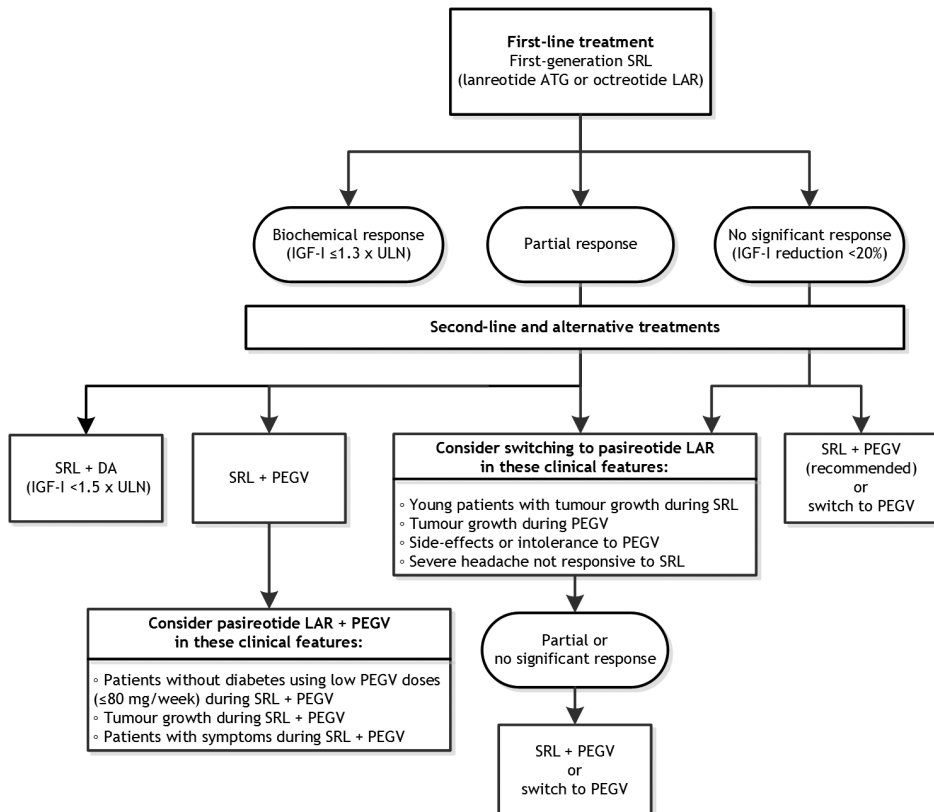 First-line treatment
First-generation SRL
(lanreotide ATG or octreotide LAR)
Biochemical response
(IGF-I ≤1.3 x ULN)
Partial response
No significant response
(IGF-I reduction <20%)
Second-line and alternative treatments
SRL + DA
(IGF-I <1.5 x ULN)
SRL + PEGV
Consider switching to pasireotide LAR
in these clinical features:
◦ Young patients with tumour growth during SRL
◦ Tumour growth during PEGV
◦ Side-effects or intolerance to PEGV
◦ Severe headache not responsive to SRL
SRL + PEGV
(recommended)
or
switch to PEGV
Consider pasireotide LAR + PEGV
in these clinical features:
◦ Patients without diabetes using low PEGV doses
(≤80 mg/week) during SRL + PEGV
◦ Tumour growth during SRL + PEGV
◦ Patients with symptoms during SRL + PEGV
Partial or
no significant response
SRL + PEGV
or
switch to PEGV